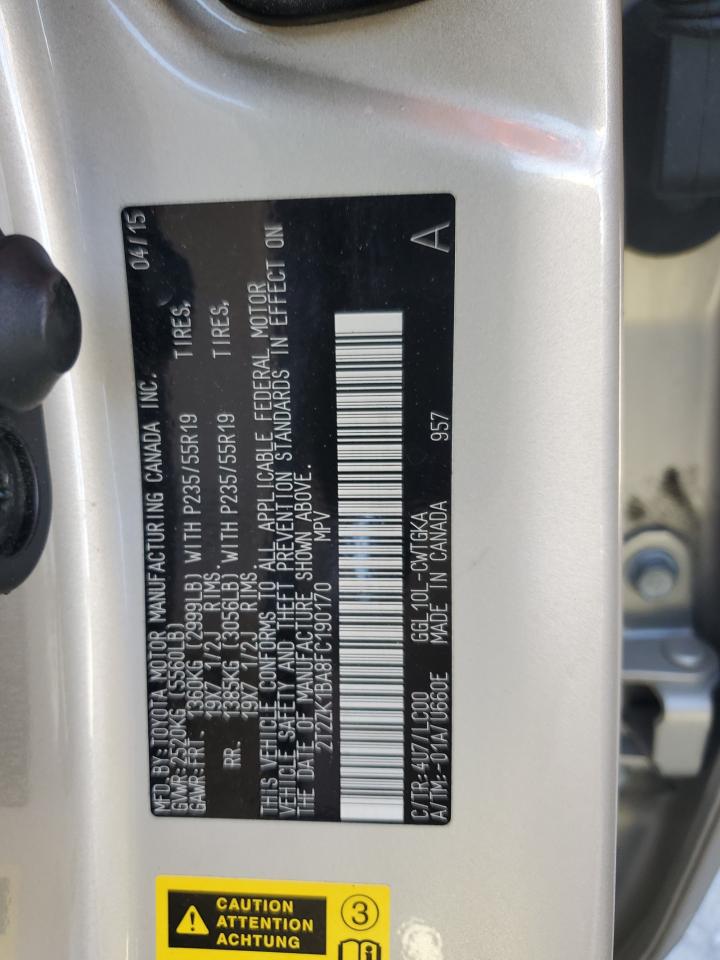 MFD BY:TOYOTA MOTOR MANUFACTURING CANADA INC. 04/15
GVWR:2520KG (5560LB)
GAWR:FRT. 1360KG (2999LB) WITH P235/55R19 TIRES,
19X7 1/2J RIMS.
RR. 1385KG (3056LB) WITH P235/55R19 TIRES,
19X7 1/2J RIMS.
THIS VEHICLE CONFORMS TO ALL APPLICABLE FEDERAL MOTOR
VEHICLE SAFETY AND THEFT PREVENTION STANDARDS IN EFFECT ON
THE DATE OF MANUFACTURE SHOWN ABOVE.
2T2ZK1BA8FC190170 MPV
C/TR:4U7/LC00 GGL10L-CWTGKA 957 A
A/TM:-01A/U660E MADE IN CANADA
CAUTION
ATTENTION
ACHTUNG
3
i